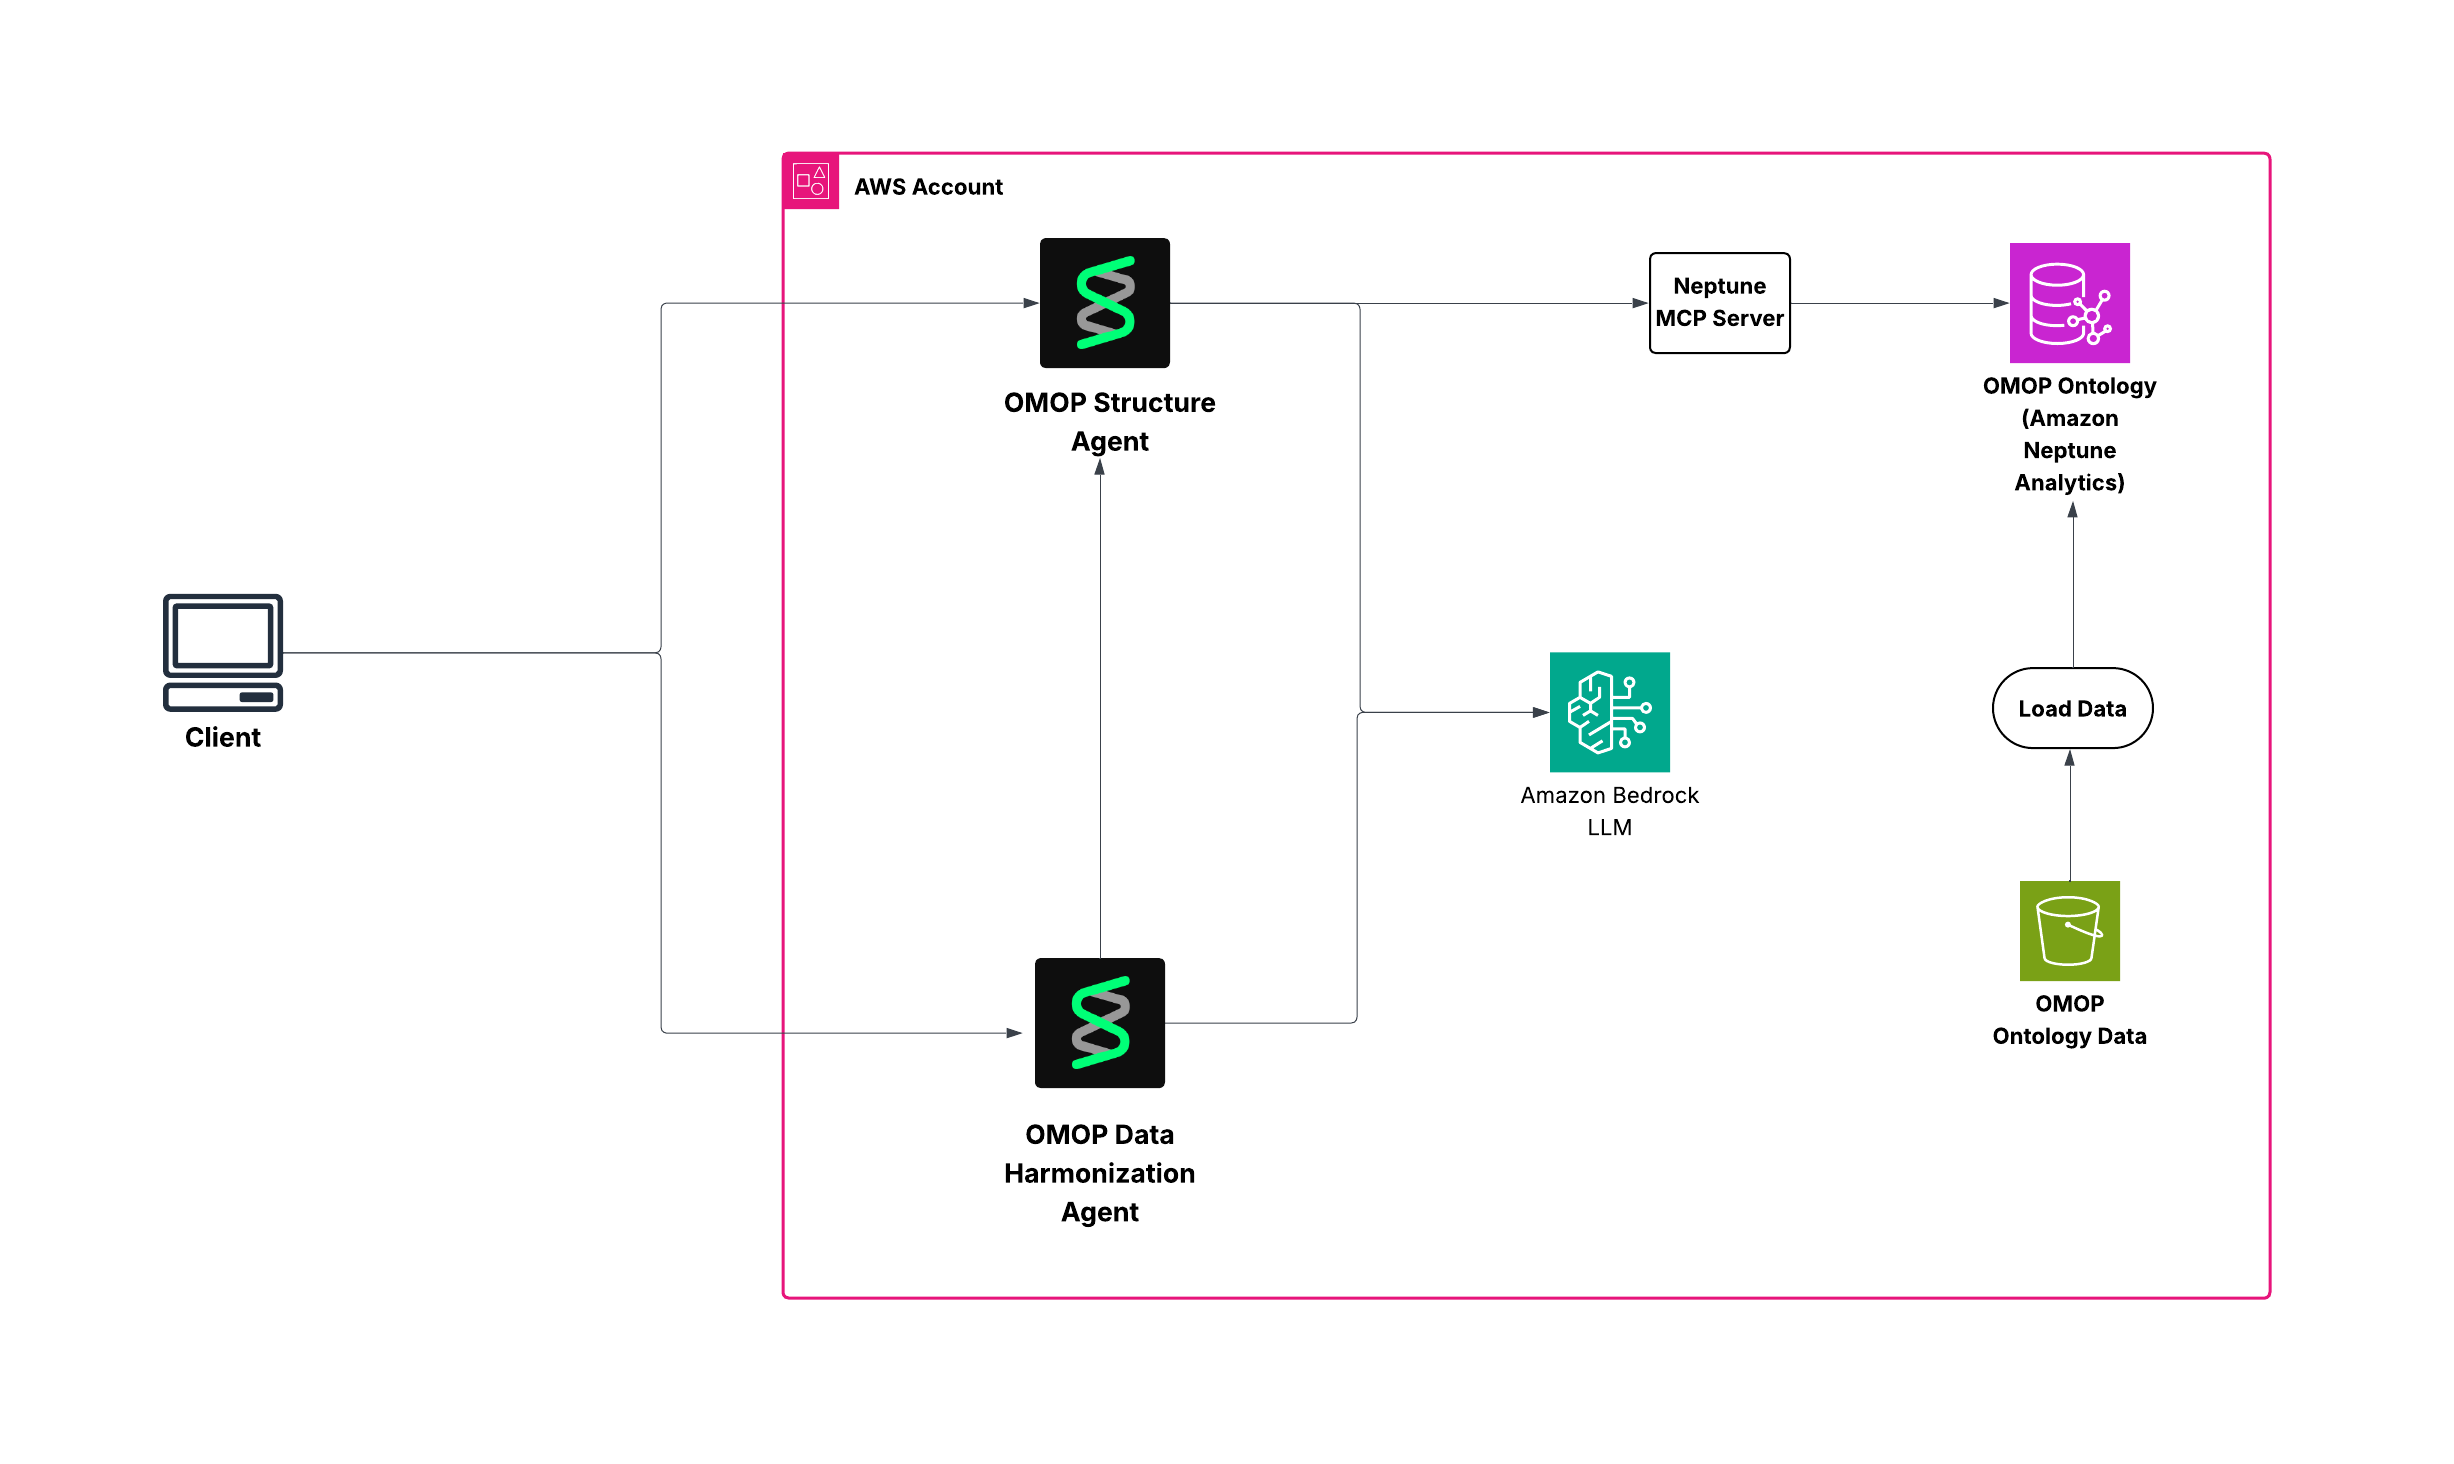 AWS Account
OMOP Structure
Agent
Neptune
MCP Server
OMOP Ontology
(Amazon
Neptune
Analytics)
Client
Load Data
Amazon Bedrock
LLM
OMOP
Ontology Data
OMOP Data
Harmonization
Agent